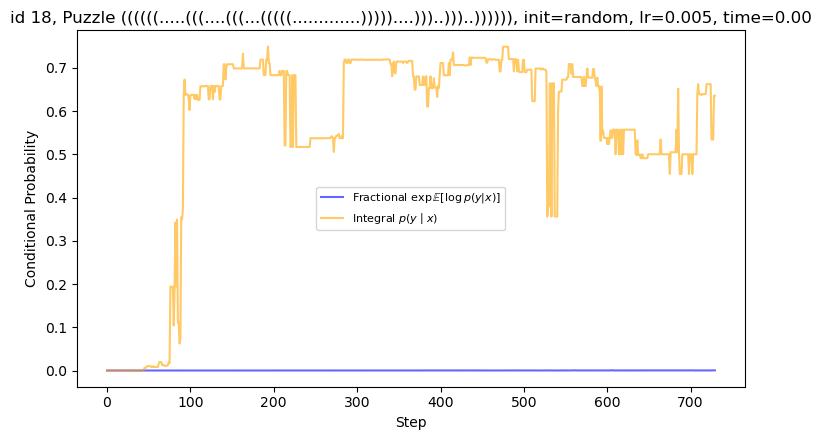 id 18, Puzzle ((((((.....(((....(((...(((((.............)))))....)))..)))..)))))), init=random, lr=0.005, time=0.00
Conditional Probability
0.7
0.6
0.5
0.4
0.3
0.2
0.1
0.0
Fractional exp𝔼[log p(y|x)]
Integral p(y | x)
0 100 200 300 400 500 600 700
Step